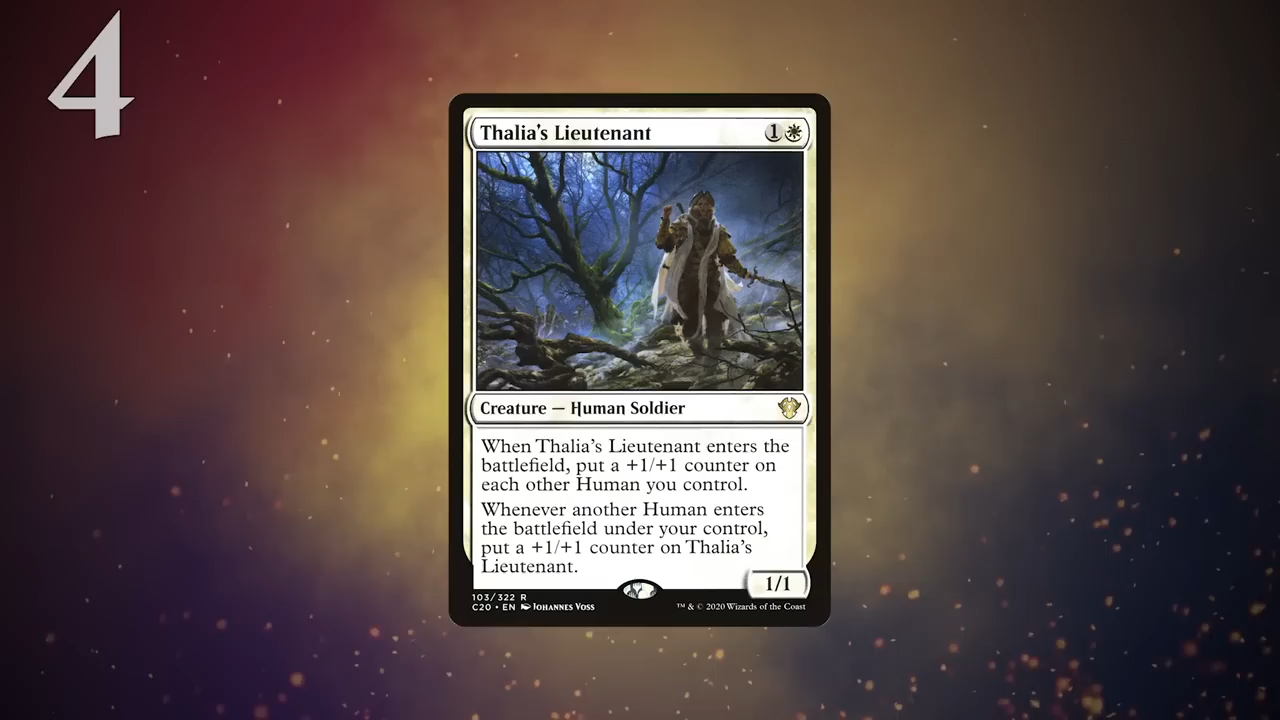 4
Thalia's Lieutenant 1
Creature — Human Soldier
When Thalia's Lieutenant enters the
battlefield, put a +1/+1 counter on
each other Human you control.
Whenever another Human enters
the battlefield under your control,
put a +1/+1 counter on Thalia's
Lieutenant.
1/1
103/322 R
C20 • EN Johannes Voss
™ & © 2020 Wizards of the Coast